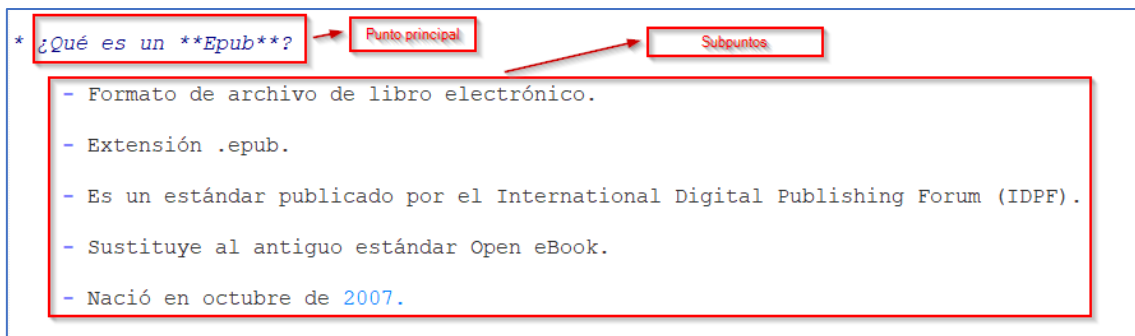 * ¿Qué es un **Epub**?
Punto principal
Subpuntos
- Formato de archivo de libro electrónico.
- Extensión .epub.
- Es un estándar publicado por el International Digital Publishing Forum (IDPF).
- Sustituye al antiguo estándar Open eBook.
- Nació en octubre de 2007.